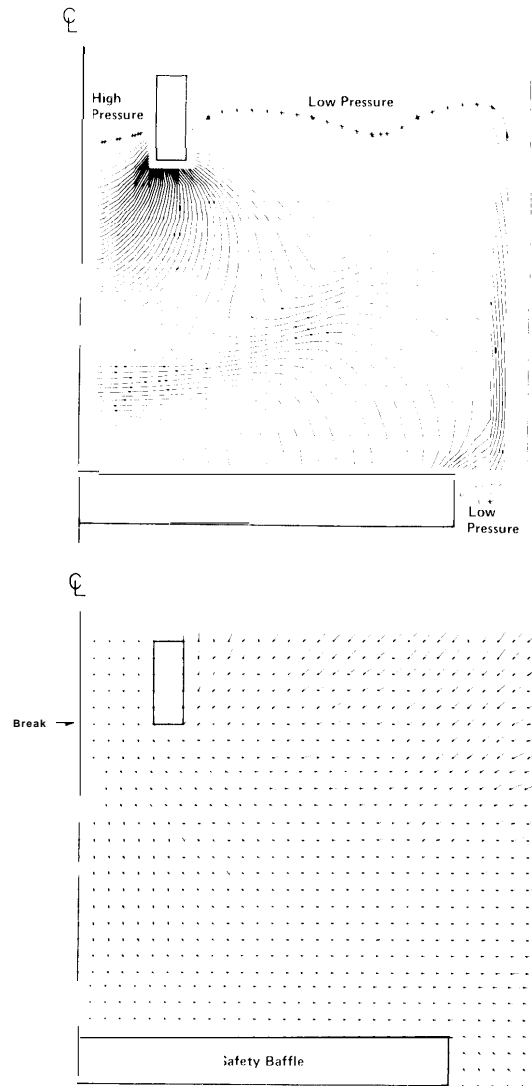 ℄
High
Pressure
Low Pressure
Low
Pressure
℄
Break
Safety Baffle